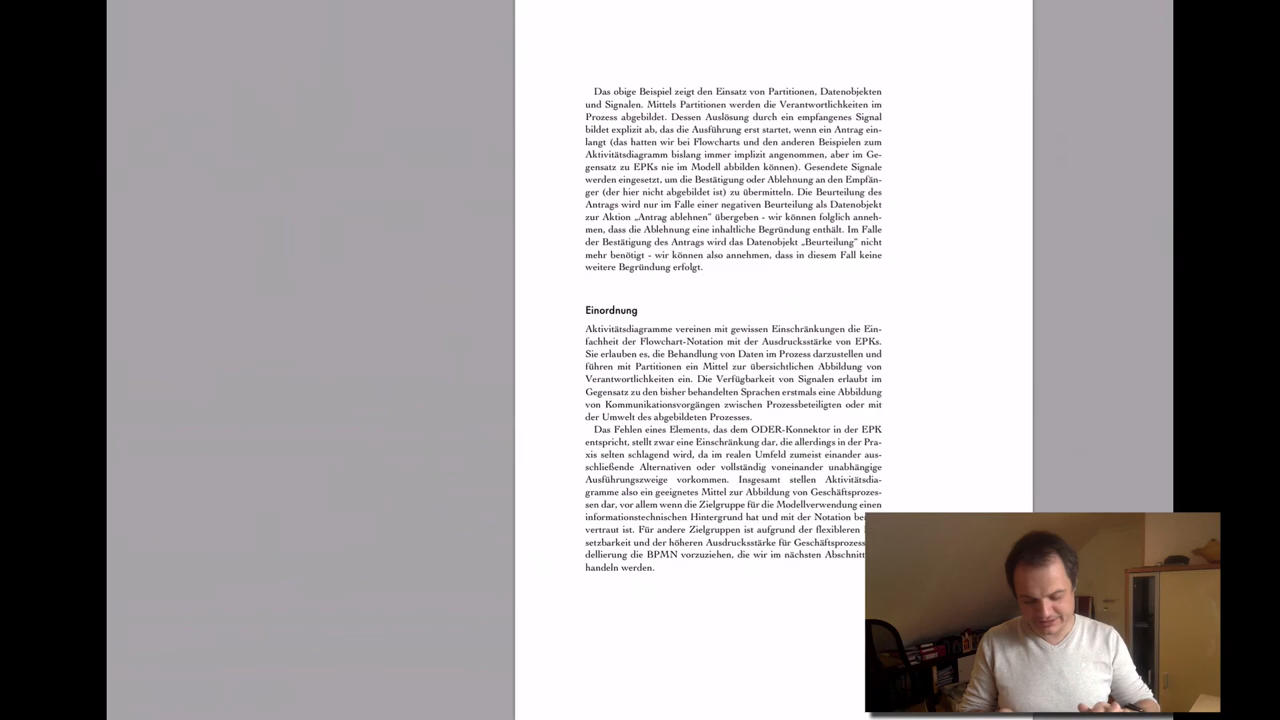 Das obige Beispiel zeigt den Einsatz von Partitionen, Datenobjekten
und Signalen. Mittels Partitionen werden die Verantwortlichkeiten im
Prozess abgebildet. Dessen Auslösung durch ein empfangenes Signal
bildet explizit ab, das die Ausführung erst startet, wenn ein Antrag ein-
langt (das hatten wir bei Flowcharts und den anderen Beispielen zum
Aktivitätsdiagramm bislang immer implizit angenommen, aber im Ge-
gensatz zu EPKs nie im Modell abbilden können). Gesendete Signale
werden eingesetzt, um die Bestätigung oder Ablehnung an den Empfän-
ger (der hier nicht abgebildet ist) zu übermitteln. Die Beurteilung des
Antrags wird nur im Falle einer negativen Beurteilung als Datenobjekt
zur Aktion „Antrag ablehnen“ übergeben - wir können folglich anneh-
men, dass die Ablehnung eine inhaltliche Begründung enthält. Im Falle
der Bestätigung des Antrags wird das Datenobjekt „Beurteilung“ nicht
mehr benötigt - wir können also annehmen, dass in diesem Fall keine
weitere Begründung erfolgt.
Einordnung
Aktivitätsdiagramme vereinen mit gewissen Einschränkungen die Ein-
fachheit der Flowchart-Notation mit der Ausdrucksstärke von EPKs.
Sie erlauben es, die Behandlung von Daten im Prozess darzustellen und
führen mit Partitionen ein Mittel zur übersichtlichen Abbildung von
Verantwortlichkeiten ein. Die Verfügbarkeit von Signalen erlaubt im
Gegensatz zu den bisher behandelten Sprachen erstmals eine Abbildung
von Kommunikationsvorgängen zwischen Prozessbeteiligten oder mit
der Umwelt des abgebildeten Prozesses.
Das Fehlen eines Elements, das dem ODER-Konnektor in der EPK
entspricht, stellt zwar eine Einschränkung dar, die allerdings in der Pra-
xis selten schlagend wird, da im realen Umfeld zumeist einander aus-
schließende Alternativen oder vollständig voneinander unabhängige
Ausführungszweige vorkommen. Insgesamt stellen Aktivitätsdia-
gramme also ein geeignetes Mittel zur Abbildung von Geschäftsprozes-
sen dar, vor allem wenn die Zielgruppe für die Modellverwendung einen
informationstechnischen Hintergrund hat und mit der Notation
vertraut ist. Für andere Zielgruppen ist aufgrund der flexibleren
setzbarkeit und der höheren Ausdrucksstärke für Geschäftsprozess
dellierung die BPMN vorzuziehen, die wir im nächsten Abschnitt
handeln werden.